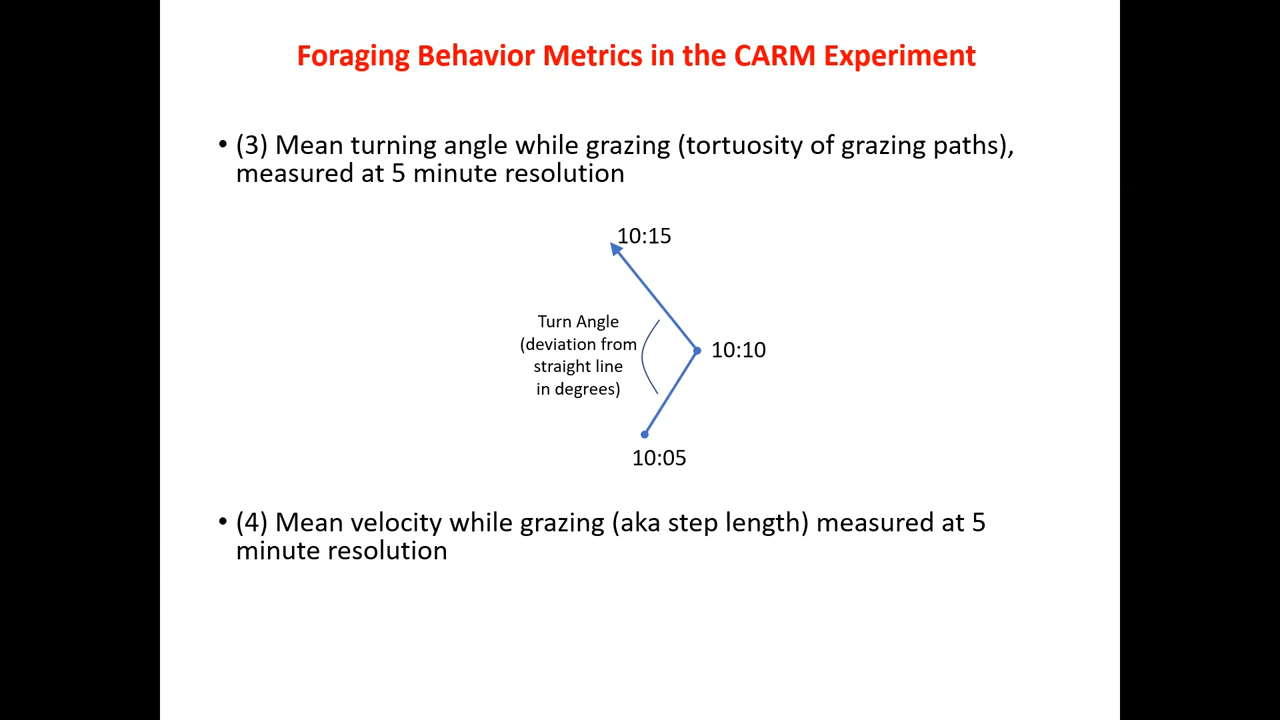 Foraging Behavior Metrics in the CARM Experiment
• (3) Mean turning angle while grazing (tortuosity of grazing paths),
measured at 5 minute resolution
10:15
Turn Angle
(deviation from
straight line
in degrees)
10:10
10:05
• (4) Mean velocity while grazing (aka step length) measured at 5
minute resolution